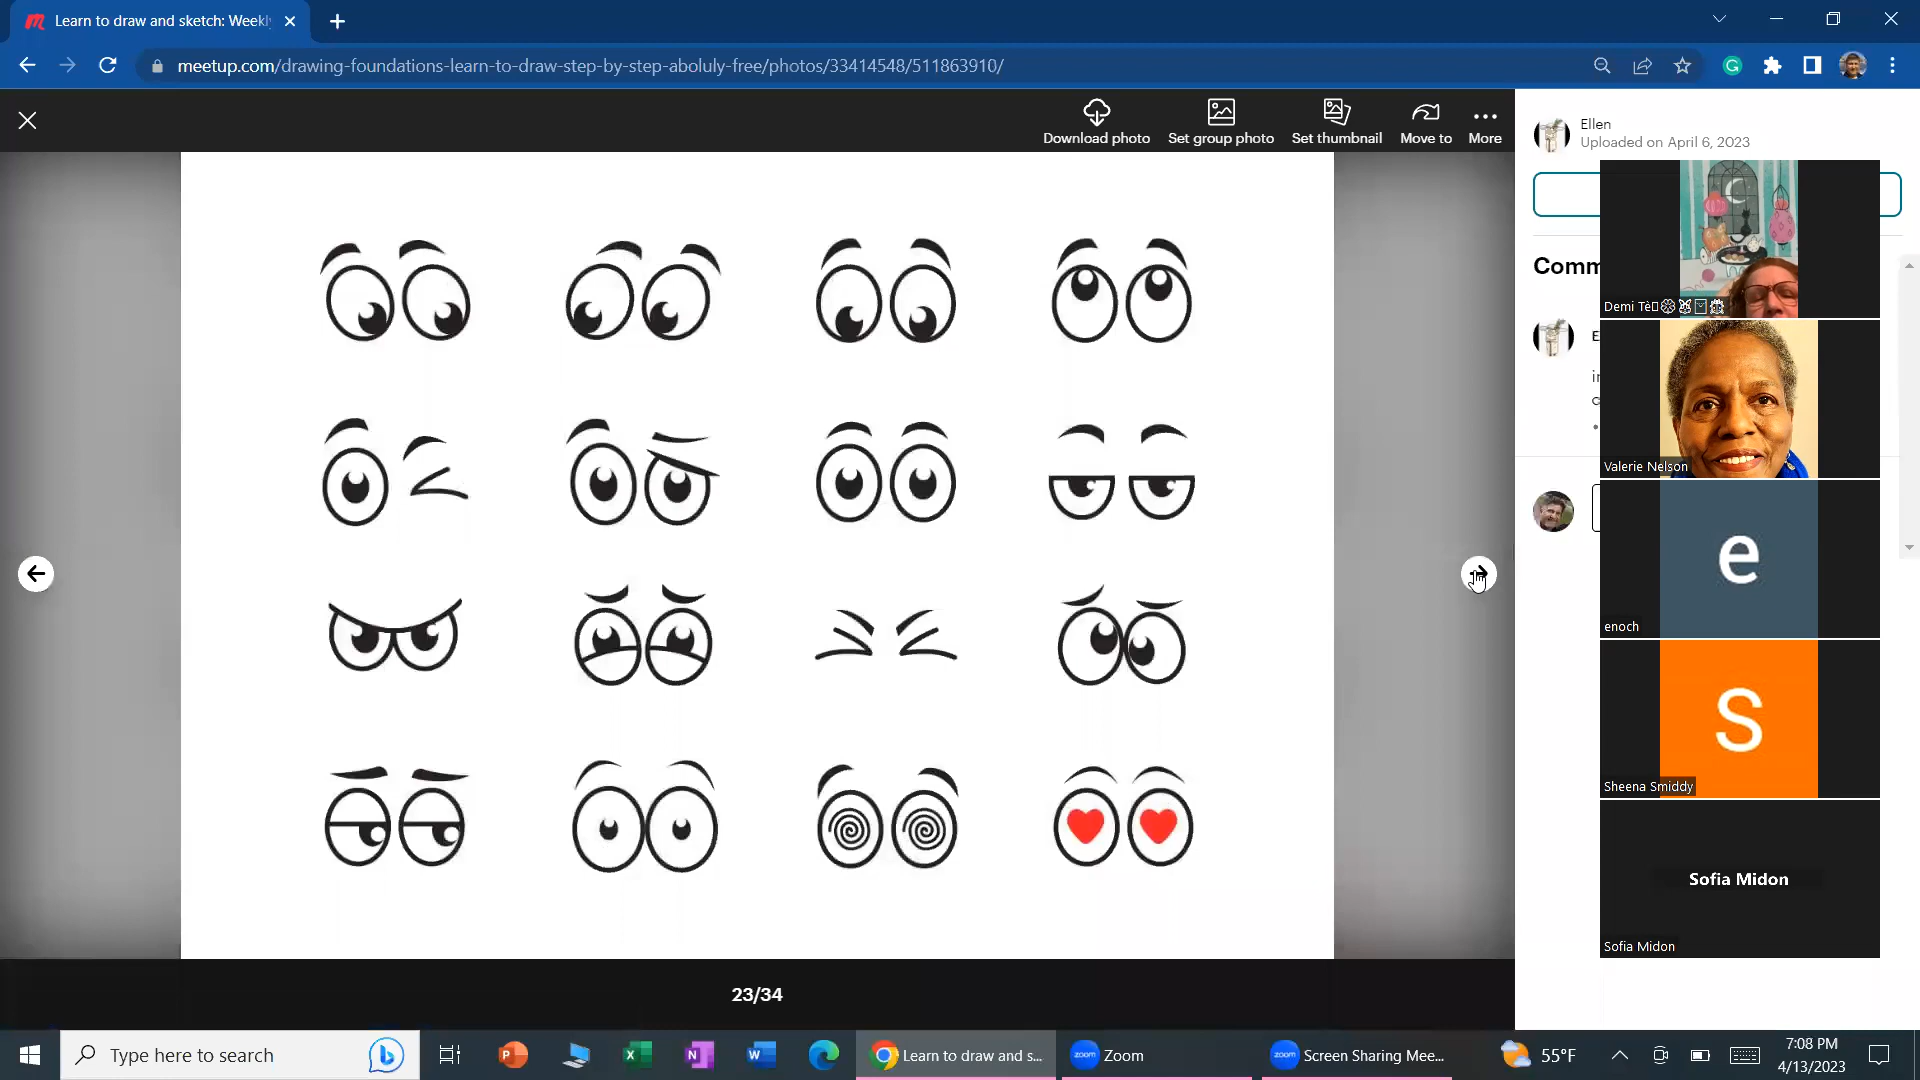 Learn to draw and sketch: Weekly
meetup.com/drawing-foundations-learn-to-draw-step-by-step-aboluly-free/photos/33414548/511863910/
Download photo
Set group photo
Set thumbnail
Move to
More
Ellen
Uploaded on April 6, 2023
Comm
Demi Tè
Valerie Nelson
e
enoch
S
Sheena Smiddy
Sofia Midon
Sofia Midon
23/34
Type here to search
Learn to draw and s...
zoom
Zoom
zoom
Screen Sharing Mee...
55°F
7:08 PM
4/13/2023